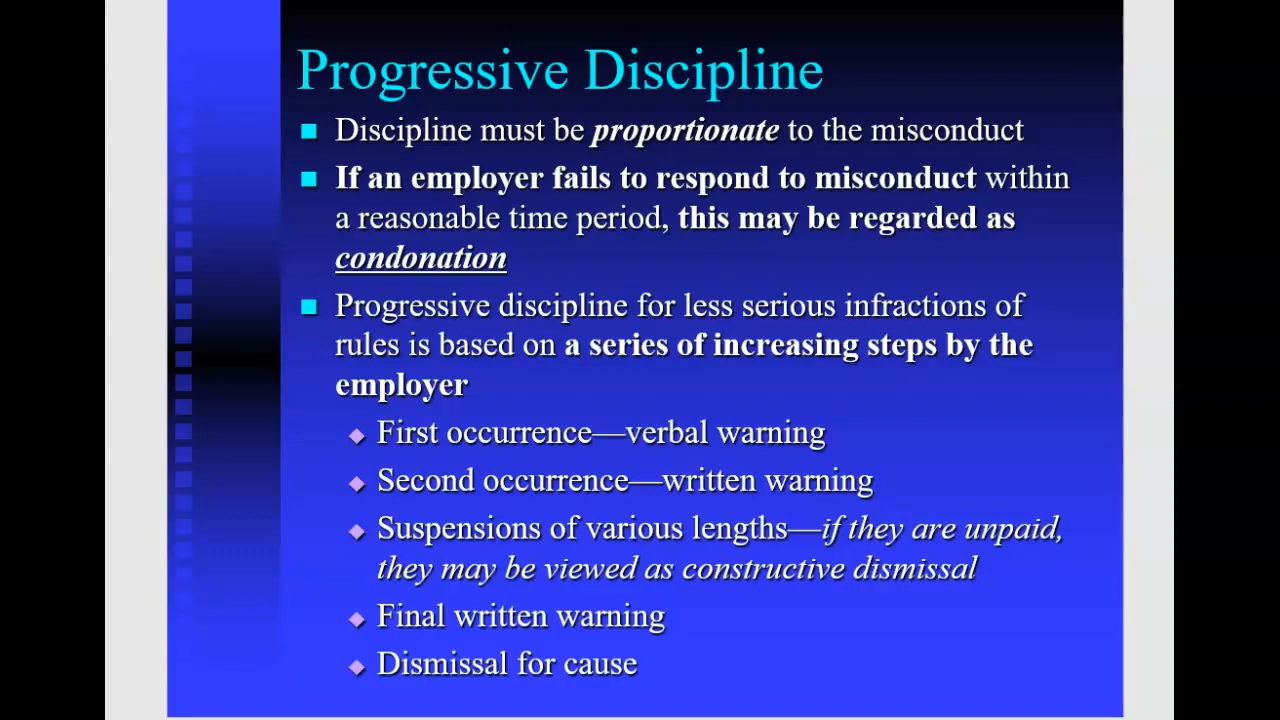 Progressive Discipline
Discipline must be proportionate to the misconduct
If an employer fails to respond to misconduct within
a reasonable time period, this may be regarded as
condonation
Progressive discipline for less serious infractions of
rules is based on a series of increasing steps by the
employer
First occurrence—verbal warning
Second occurrence—written warning
Suspensions of various lengths—if they are unpaid,
they may be viewed as constructive dismissal
Final written warning
Dismissal for cause